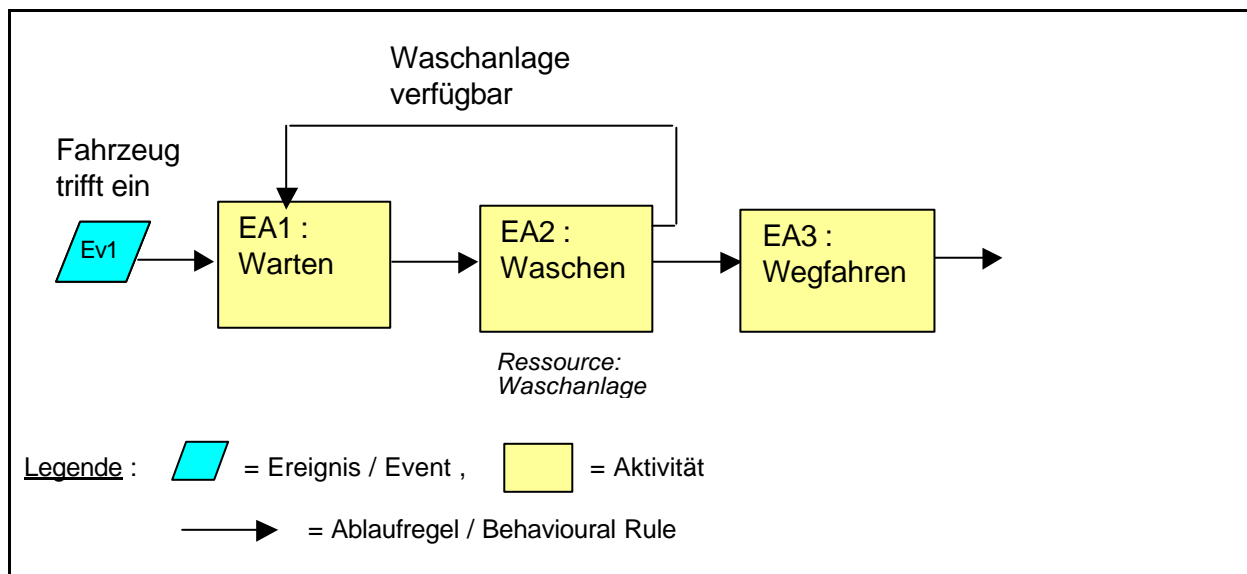 Waschanlage
verfügbar
Fahrzeug
trifft ein
Ev1
EA1 :
Warten
EA2 :
Waschen
EA3 :
Wegfahren
Ressource:
Waschanlage
Legende : = Ereignis / Event , = Aktivität
= Ablaufregel / Behavioural Rule